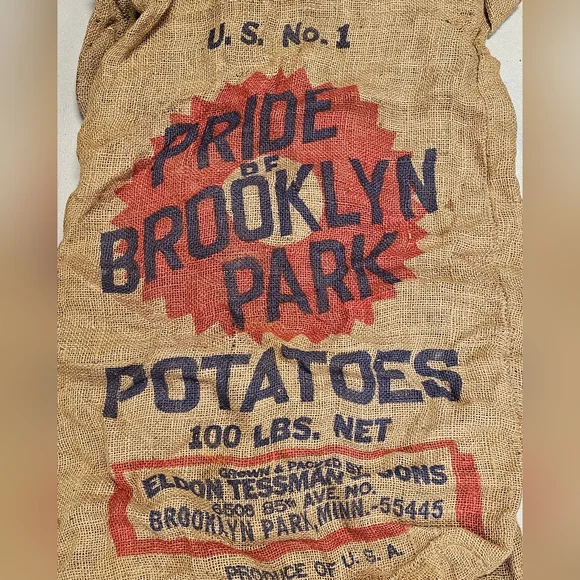 U. S. No. 1
PRIDE
OF
BROOKLYN
PARK
POTATOES
100 LBS. NET
GROWN & PACKED BY
ELDON TESSMAN & SONS
6508 85th AVE. NO.
BROOKLYN PARK, MINN.-55445
PRODUCE OF U. S. A.